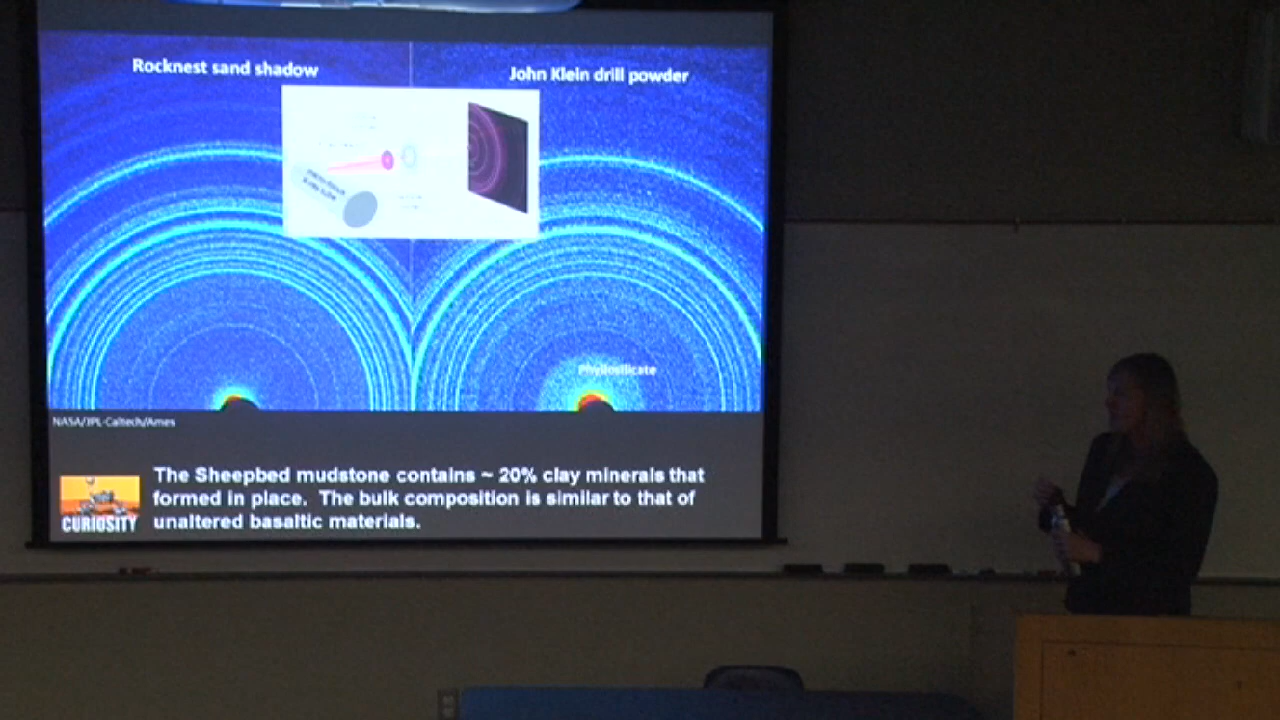 Rocknest sand shadow
John Klein drill powder
Phyllosilicate
NASA/JPL-Caltech/Ames
The Sheepbed mudstone contains ~ 20% clay minerals that
formed in place. The bulk composition is similar to that of
unaltered basaltic materials.
CURIOSITY